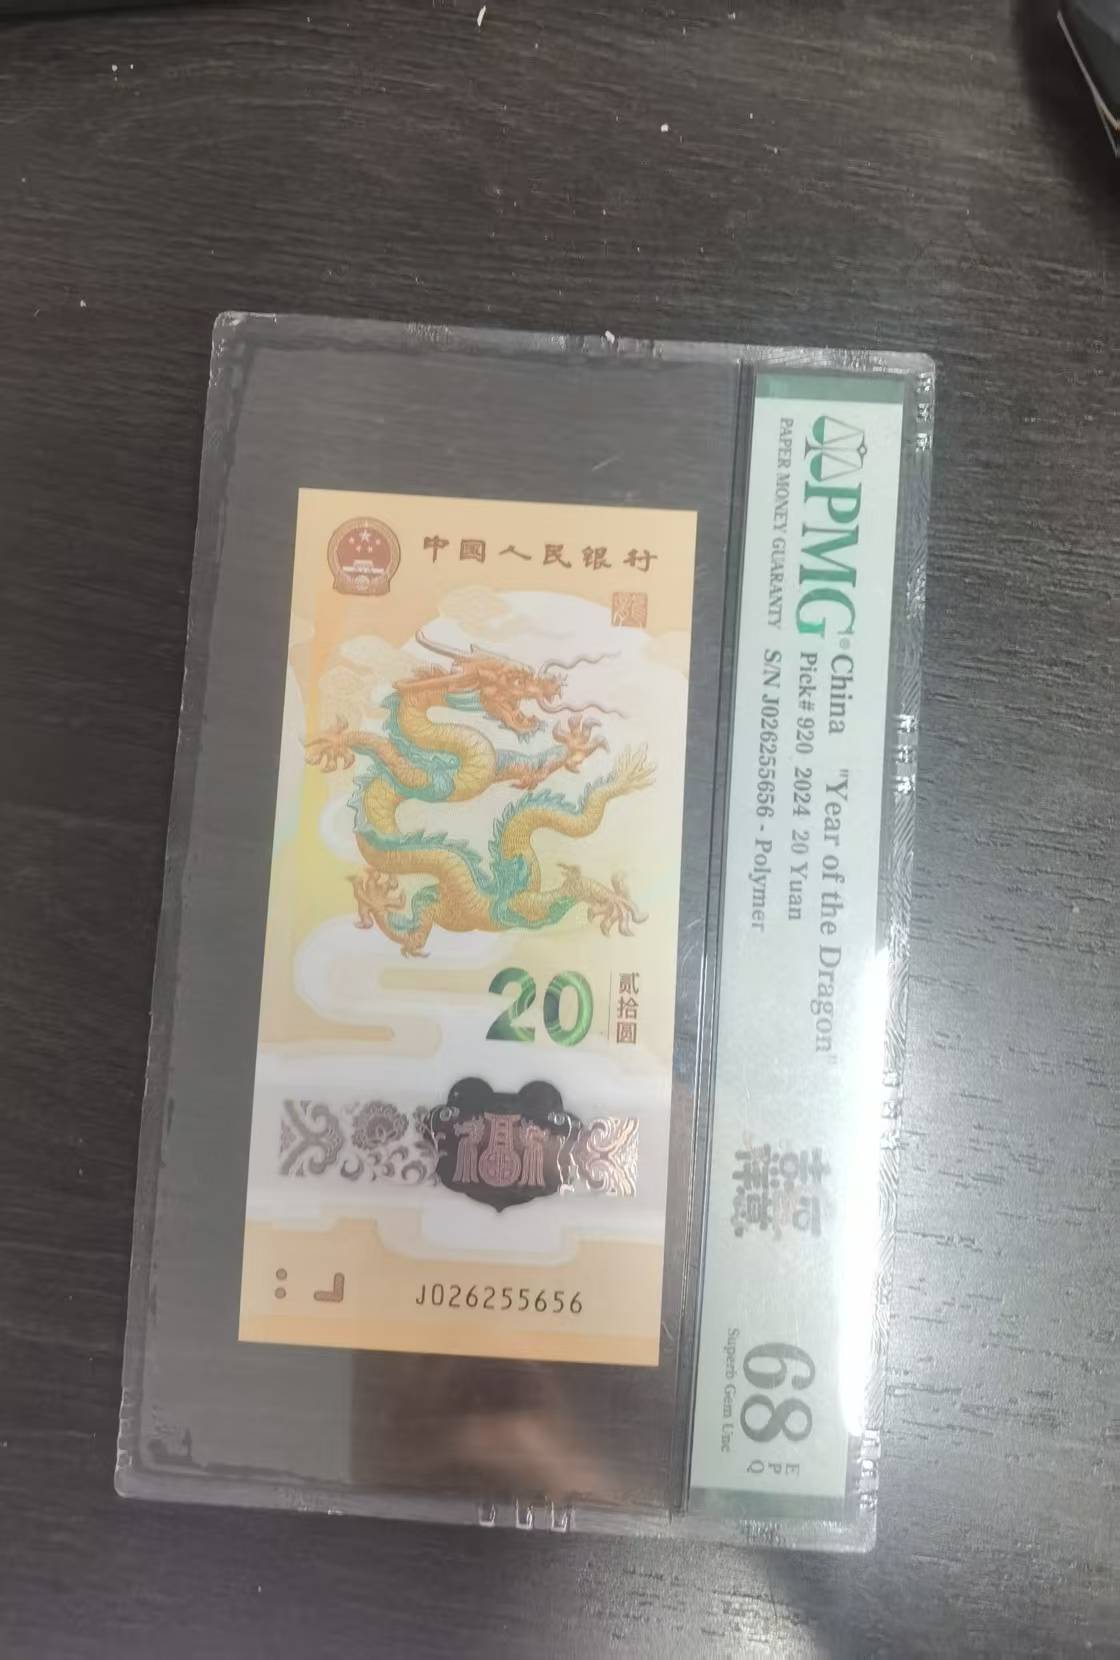 PMG
PAPER MONEY GUARANTY
China "Year of the Dragon"
Pick# 920 2024 20 Yuan
S/N J026255656 - Polymer
68
EPQ
Superb Gem Unc
中国人民银行
20
贰拾圆
J026255656